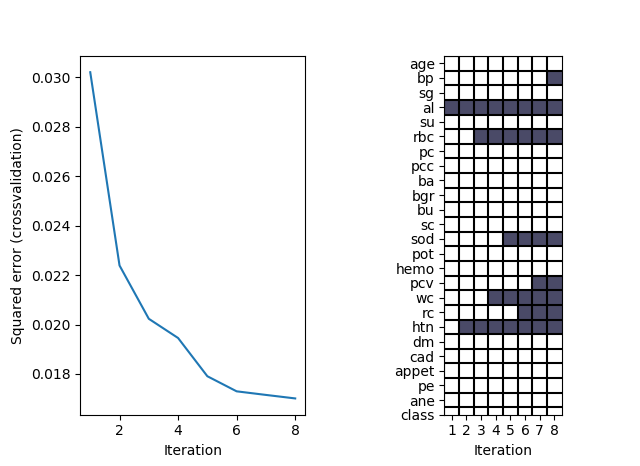 0.030
0.028
0.026
0.024
0.022
0.020
0.018
Squared error (crossvalidation)
2 4 6 8
Iteration
age
bp
sg
al
su
rbc
pc
pcc
ba
bgr
bu
sc
sod
pot
hemo
pcv
wc
rc
htn
dm
cad
appet
pe
ane
class
1 2 3 4 5 6 7 8
Iteration